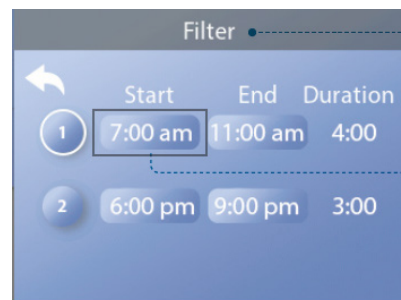 Filter
Start End Duration
1 7:00 am 11:00 am 4:00
2 6:00 pm 9:00 pm 3:00